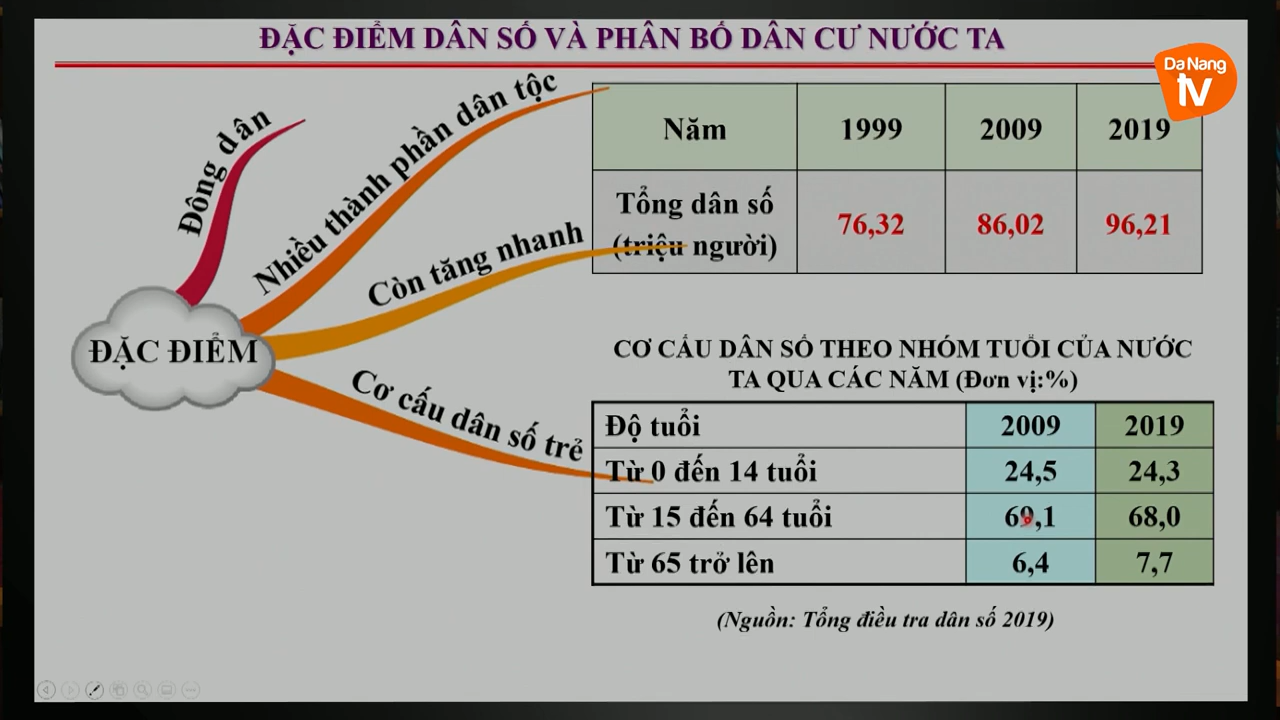 ĐẶC ĐIỂM DÂN SỐ VÀ PHÂN BỐ DÂN CƯ NƯỚC TA
Da Nang
tv
Đông dân
Nhiều thành phần dân tộc
Còn tăng nhanh
ĐẶC ĐIỂM
Cơ cấu dân số trẻ
Năm 1999 2009 2019
Tổng dân số
(triệu người) 76,32 86,02 96,21
CƠ CẤU DÂN SỐ THEO NHÓM TUỔI CỦA NƯỚC
TA QUA CÁC NĂM (Đơn vị:%)
Độ tuổi 2009 2019
Từ 0 đến 14 tuổi 24,5 24,3
Từ 15 đến 64 tuổi 69,1 68,0
Từ 65 trở lên 6,4 7,7
(Nguồn: Tổng điều tra dân số 2019)